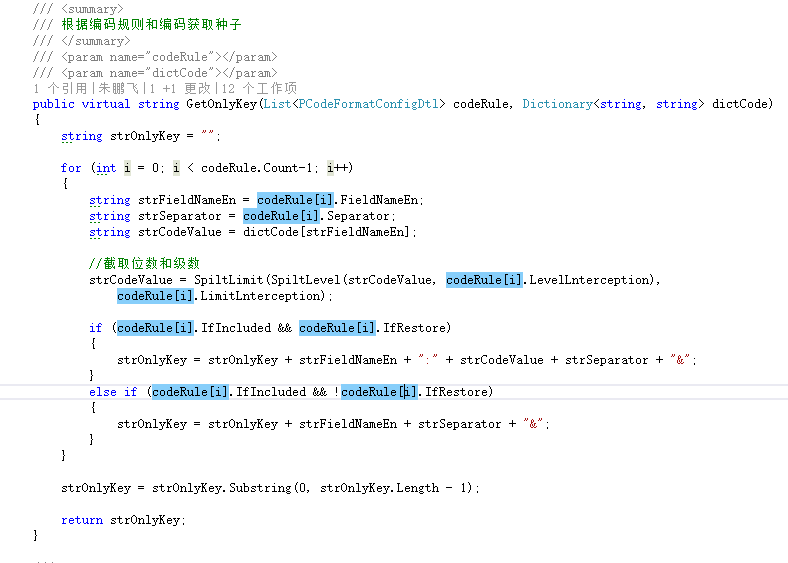 /// <summary>
/// 根据编码规则和编码获取种子
/// </summary>
/// <param name="codeRule"></param>
/// <param name="dictCode"></param>
1 个引用|朱鹏飞|1 +1 更改|12 个工作项
public virtual string GetOnlyKey(List<PCodeFormatConfigDtl> codeRule, Dictionary<string, string> dictCode)
{
string strOnlyKey = "";
for (int i = 0; i < codeRule.Count-1; i++)
{
string strFieldNameEn = codeRule[i].FieldNameEn;
string strSeparator = codeRule[i].Separator;
string strCodeValue = dictCode[strFieldNameEn];
//截取位数和级数
strCodeValue = SpiltLimit(SpiltLevel(strCodeValue, codeRule[i].LevelLnterception),
codeRule[i].LimitLnterception);
if (codeRule[i].IfIncluded && codeRule[i].IfRestore)
{
strOnlyKey = strOnlyKey + strFieldNameEn + ":" + strCodeValue + strSeparator + "&";
}
else if (codeRule[i].IfIncluded && !codeRule[i].IfRestore)
{
strOnlyKey = strOnlyKey + strFieldNameEn + strSeparator + "&";
}
}
strOnlyKey = strOnlyKey.Substring(0, strOnlyKey.Length - 1);
return strOnlyKey;
}